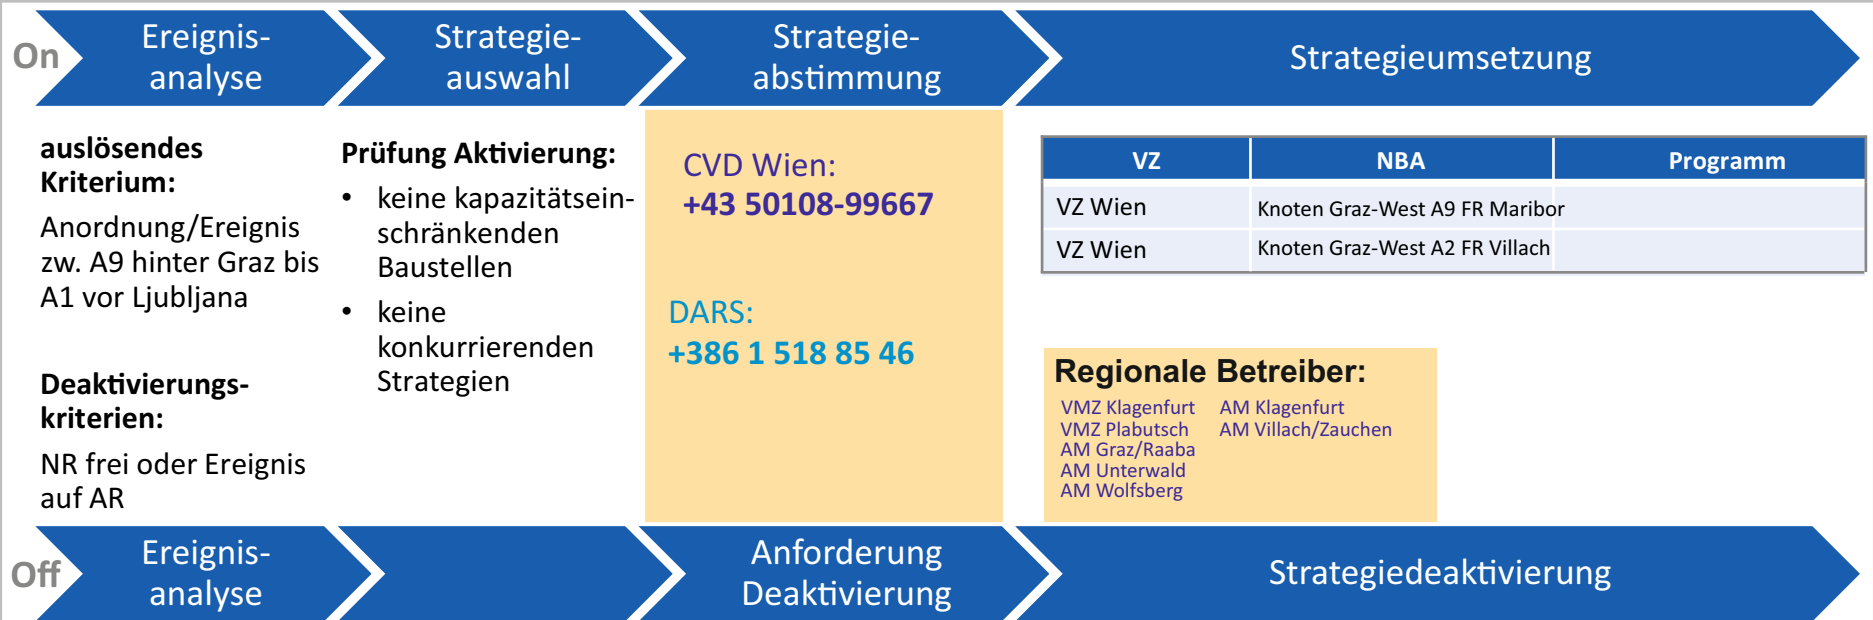 On
Ereignis-
analyse
Strategie-
auswahl
Strategie-
abstimmung
Strategieumsetzung
auslösendes
Kriterium:
Anordnung/Ereignis
zw. A9 hinter Graz bis
A1 vor Ljubljana
Deaktivierungs-
kriterien:
NR frei oder Ereignis
auf AR
Prüfung Aktivierung:
• keine kapazitätsein-
schränkenden
Baustellen
• keine
konkurrierenden
Strategien
CVD Wien:
+43 50108-99667
DARS:
+386 1 518 85 46
VZ NBA Programm
VZ Wien Knoten Graz-West A9 FR Maribor
VZ Wien Knoten Graz-West A2 FR Villach
Regionale Betreiber:
VMZ Klagenfurt AM Klagenfurt
VMZ Plabutsch AM Villach/Zauchen
AM Graz/Raaba
AM Unterwald
AM Wolfsberg
Off
Ereignis-
analyse
Anforderung
Deaktivierung
Strategiedeaktivierung